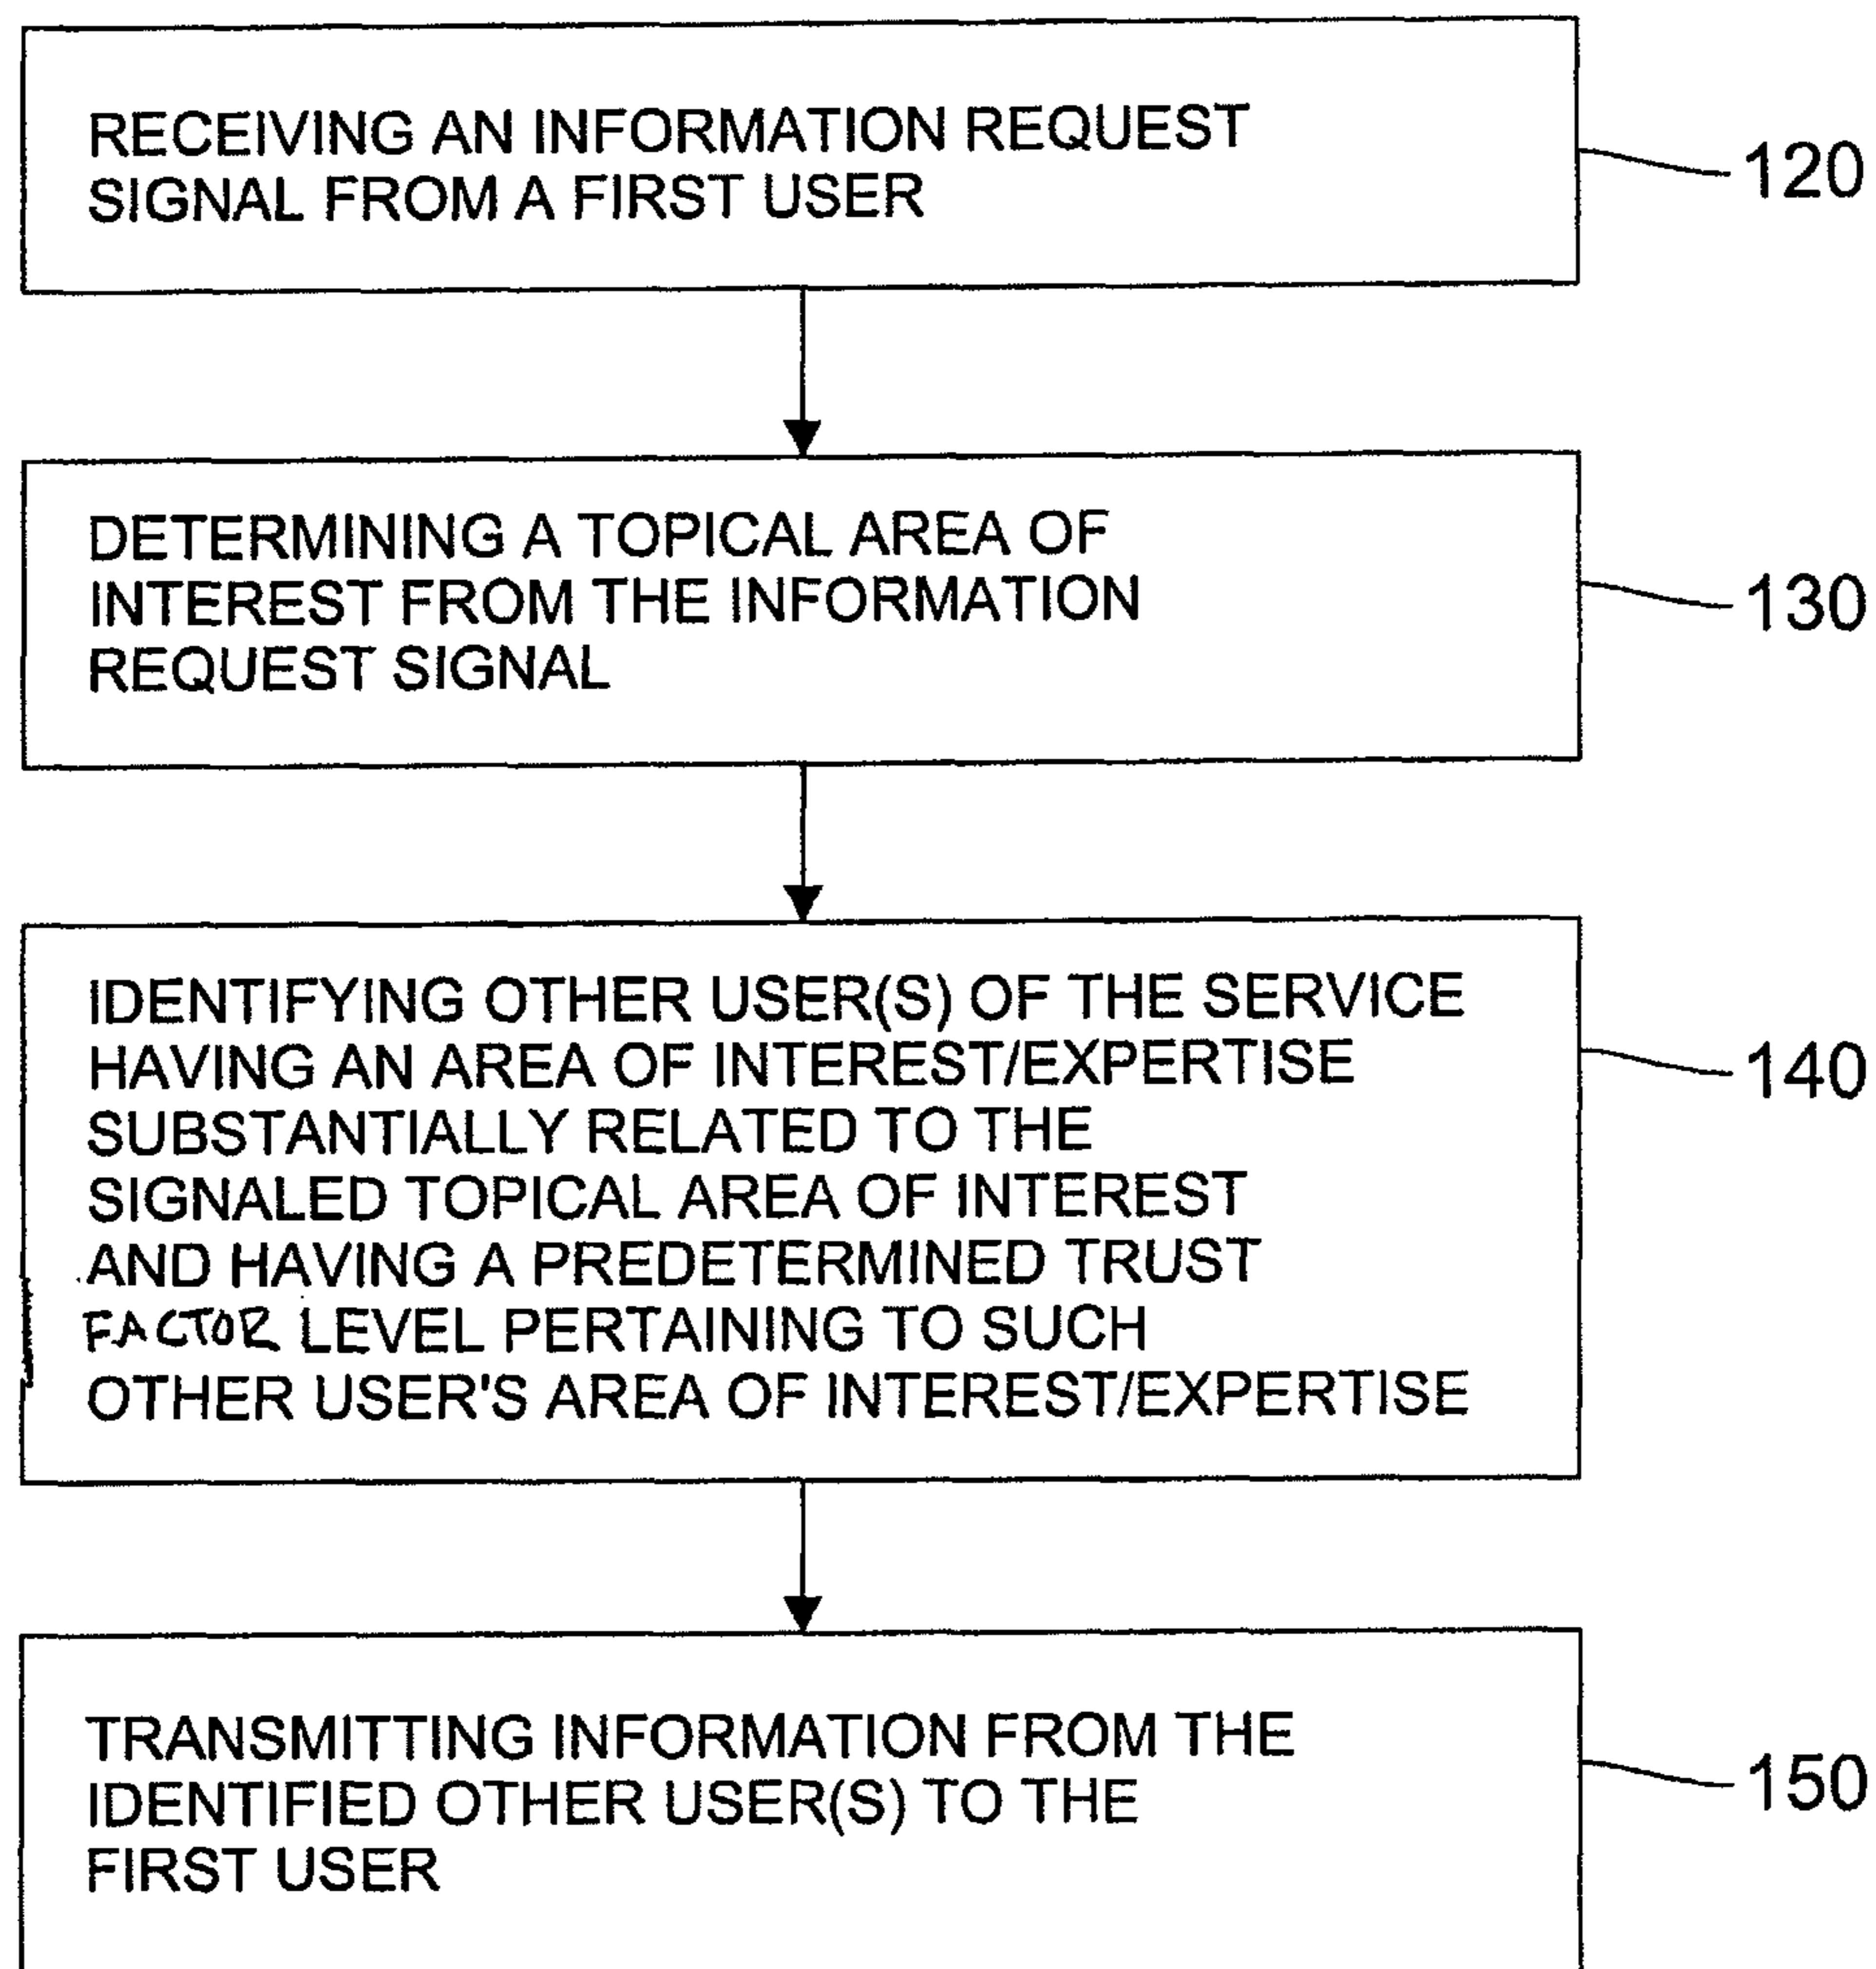 RECEIVING AN INFORMATION REQUEST
SIGNAL FROM A FIRST USER
120
DETERMINING A TOPICAL AREA OF
INTEREST FROM THE INFORMATION
REQUEST SIGNAL
130
IDENTIFYING OTHER USER(S) OF THE SERVICE
HAVING AN AREA OF INTEREST/EXPERTISE
SUBSTANTIALLY RELATED TO THE
SIGNALED TOPICAL AREA OF INTEREST
AND HAVING A PREDETERMINED TRUST
FACTOR LEVEL PERTAINING TO SUCH
OTHER USER'S AREA OF INTEREST/EXPERTISE
140
TRANSMITTING INFORMATION FROM THE
IDENTIFIED OTHER USER(S) TO THE
FIRST USER
150